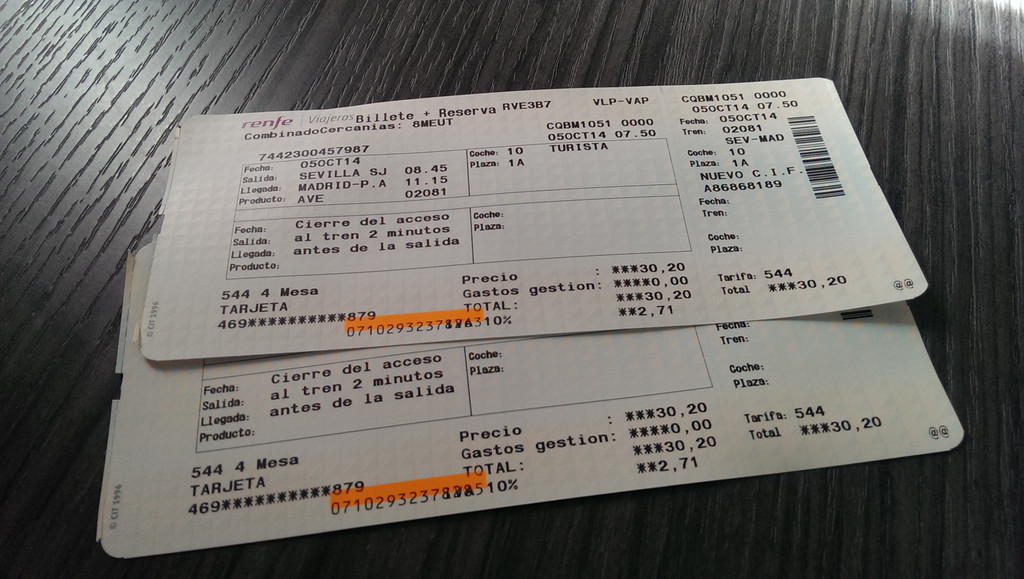 renfe Viajeros Billete + Reserva RVE3B7 VLP-VAP CQBM1051 0000
CombinadoCercanías: 8MEUT CQBM1051 0000 05OCT14 07.50
7442300457987 05OCT14 07.50
Fecha: 05OCT14 Coche: 10 TURISTA
Salida: SEVILLA SJ 08.45 Plaza: 1A
Llegada: MADRID-P.A 11.15
Producto: AVE 02081
Fecha: 05OCT14
Tren: 02081
SEV-MAD
Coche: 10
Plaza: 1A
NUEVO C.I.F.
A86868189
Fecha: Cierre del acceso Coche:
Salida: al tren 2 minutos Plaza:
Llegada: antes de la salida
Producto:
Fecha:
Tren:
Coche:
Plaza:
544 4 Mesa Precio : ***30,20 Tarifa: 544
TARJETA Gastos gestion: ****0,00 Total ***30,20
469**********879 TOTAL: ***30,20 @@
10% **2,71
© CIT 1996
Fecha:
Tren:
Fecha: Cierre del acceso Coche:
Salida: al tren 2 minutos Plaza:
Llegada: antes de la salida
Producto:
Coche:
Plaza:
544 4 Mesa Precio : ***30,20 Tarifa: 544
TARJETA Gastos gestion: ****0,00 Total ***30,20
469**********879 TOTAL: ***30,20 @@
10% **2,71
© CIT 1996